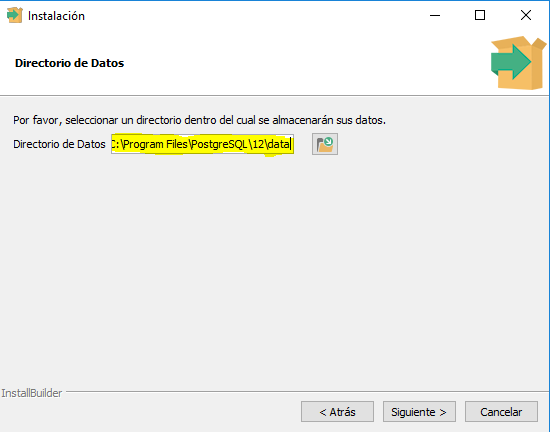 Instalación
Directorio de Datos
Por favor, seleccionar un directorio dentro del cual se almacenarán sus datos.
Directorio de Datos C:\Program Files\PostgreSQL\12\data
InstallBuilder
< Atrás Siguiente > Cancelar